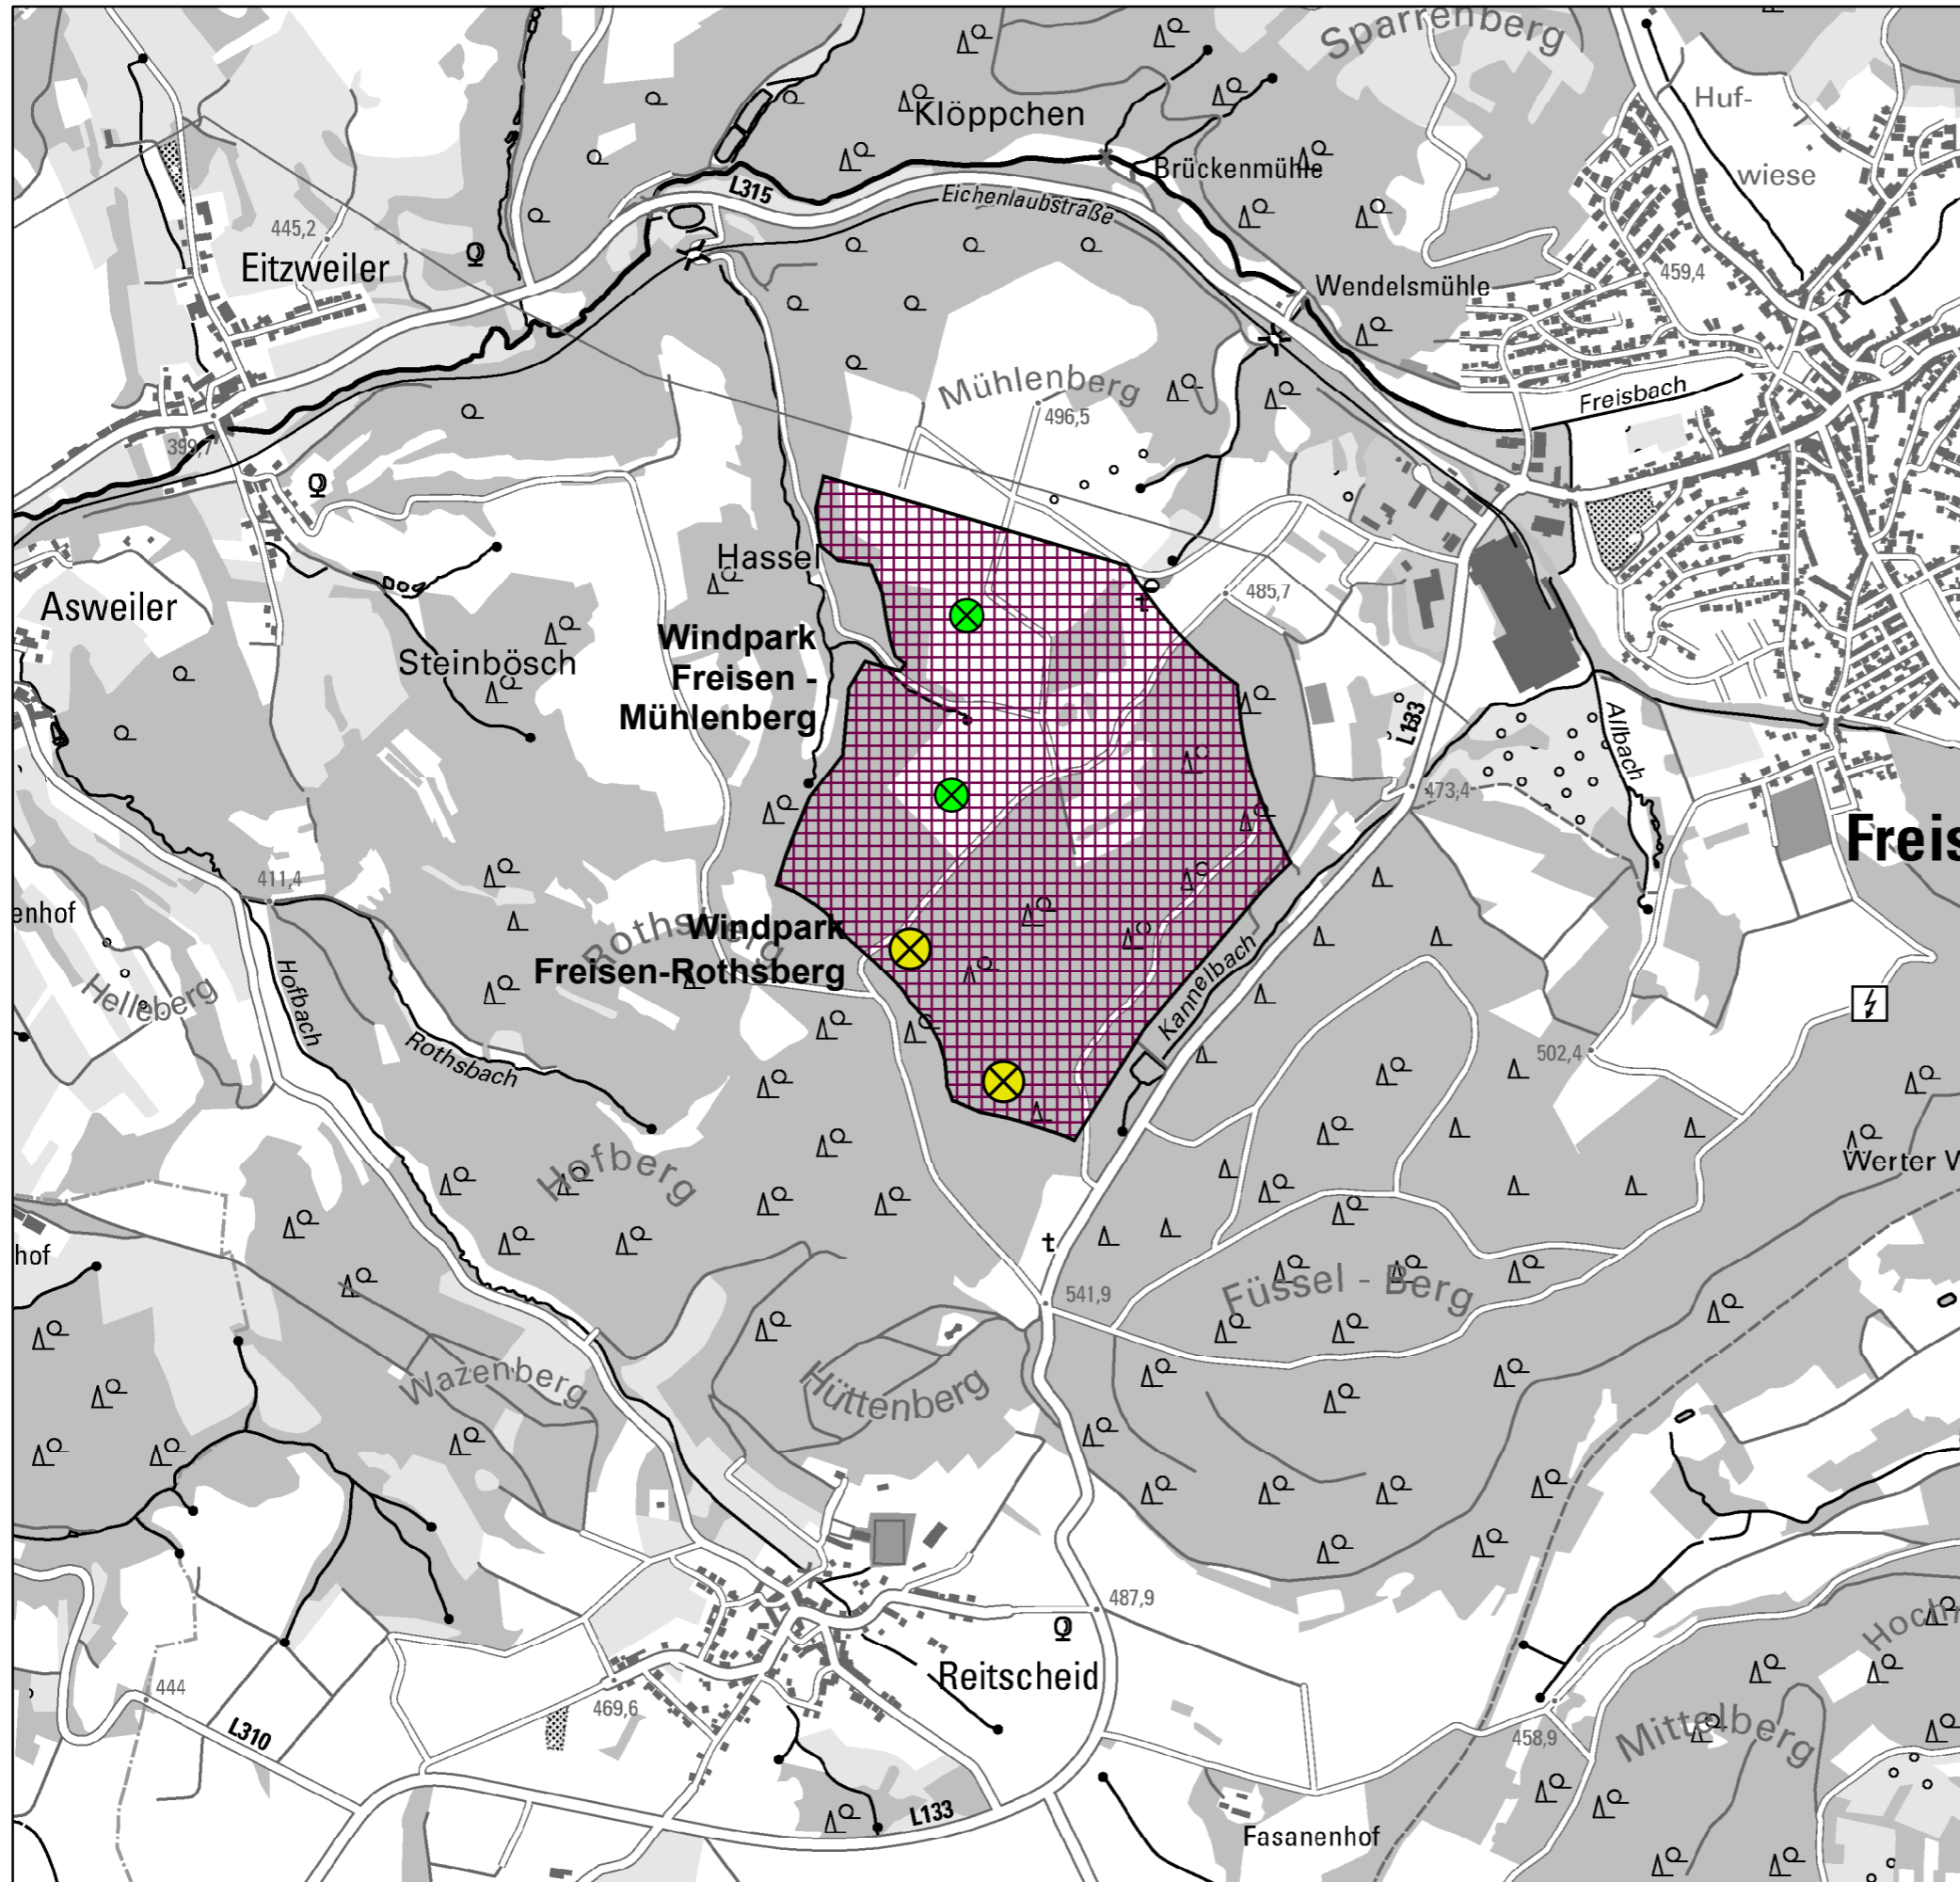 Sparrenberg
Huf-
wiese
Klöppchen
Brückenmühle
L315
Eichenlaubstraße
445,2
Eitzweiler
Wendelsmühle
459,4
Mühlenberg
496,5
Freisbach
399,7
Hassel
485,7
Asweiler
Steinbösch
Windpark
Freisen -
Mühlenberg
L133
Allbach
473,4
Freis
411,4
enhof
Rothsberg
Windpark
Freisen-Rothsberg
Helleberg
Hofbach
Kannelbach
Rothsbach
502,4
Werter W
Hofberg
hof
541,9
Füssel - Berg
Wazenberg
Hüttenberg
487,9
Reitscheid
444
469,6
L310
458,9
Mittelberg
L133
Fasanenhof